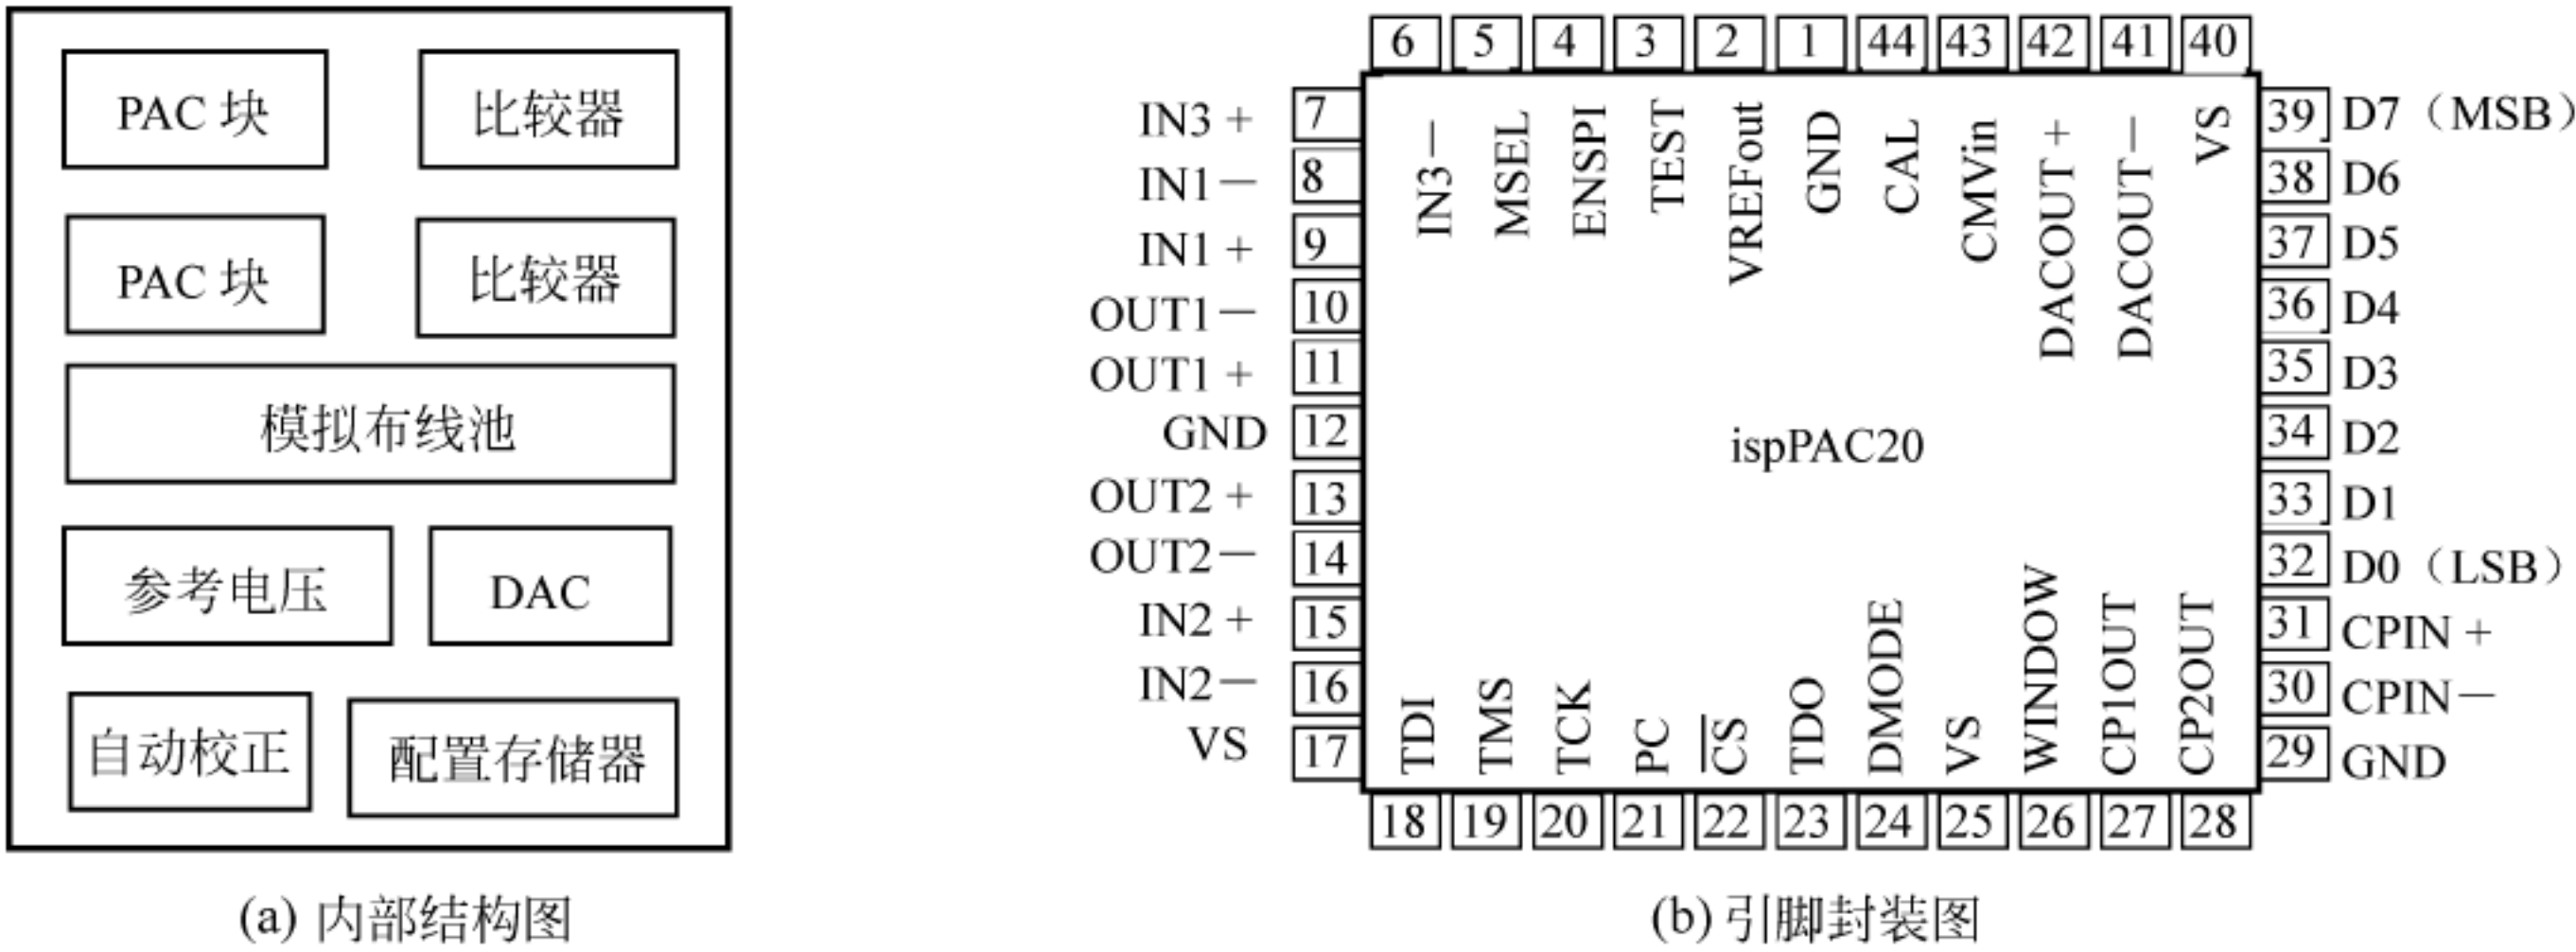 PAC 块
比较器
PAC 块
比较器
模拟布线池
参考电压
DAC
自动校正
配置存储器
(a) 内部结构图
6 5 4 3 2 1 44 43 42 41 40
IN3－ MSEL ENSPI TEST VREFout GND CAL CMVin DACOUT＋ DACOUT－ VS
IN3＋ 7
IN1－ 8
IN1＋ 9
OUT1－ 10
OUT1＋ 11
GND 12
OUT2＋ 13
OUT2－ 14
IN2＋ 15
IN2－ 16
VS 17
ispPAC20
39 D7（MSB）
38 D6
37 D5
36 D4
35 D3
34 D2
33 D1
32 D0（LSB）
31 CPIN＋
30 CPIN－
29 GND
TDI TMS TCK PC C̅S̅ TDO DMODE VS WINDOW CP1OUT CP2OUT
18 19 20 21 22 23 24 25 26 27 28
(b) 引脚封装图